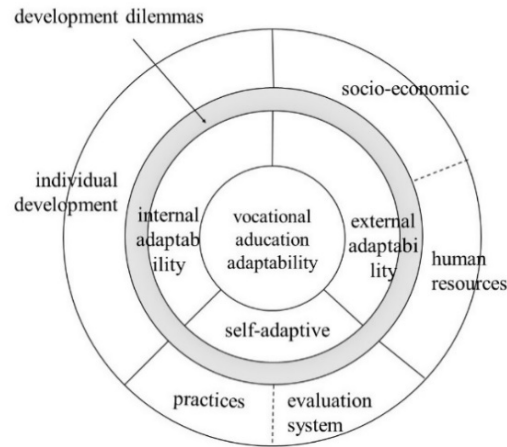 development dilemmas
socio-economic
individual
development
internal
adaptab
ility
vocational
aducation
adaptability
external
adaptabi
lity
human
resources
self-adaptive
practices
evaluation
system